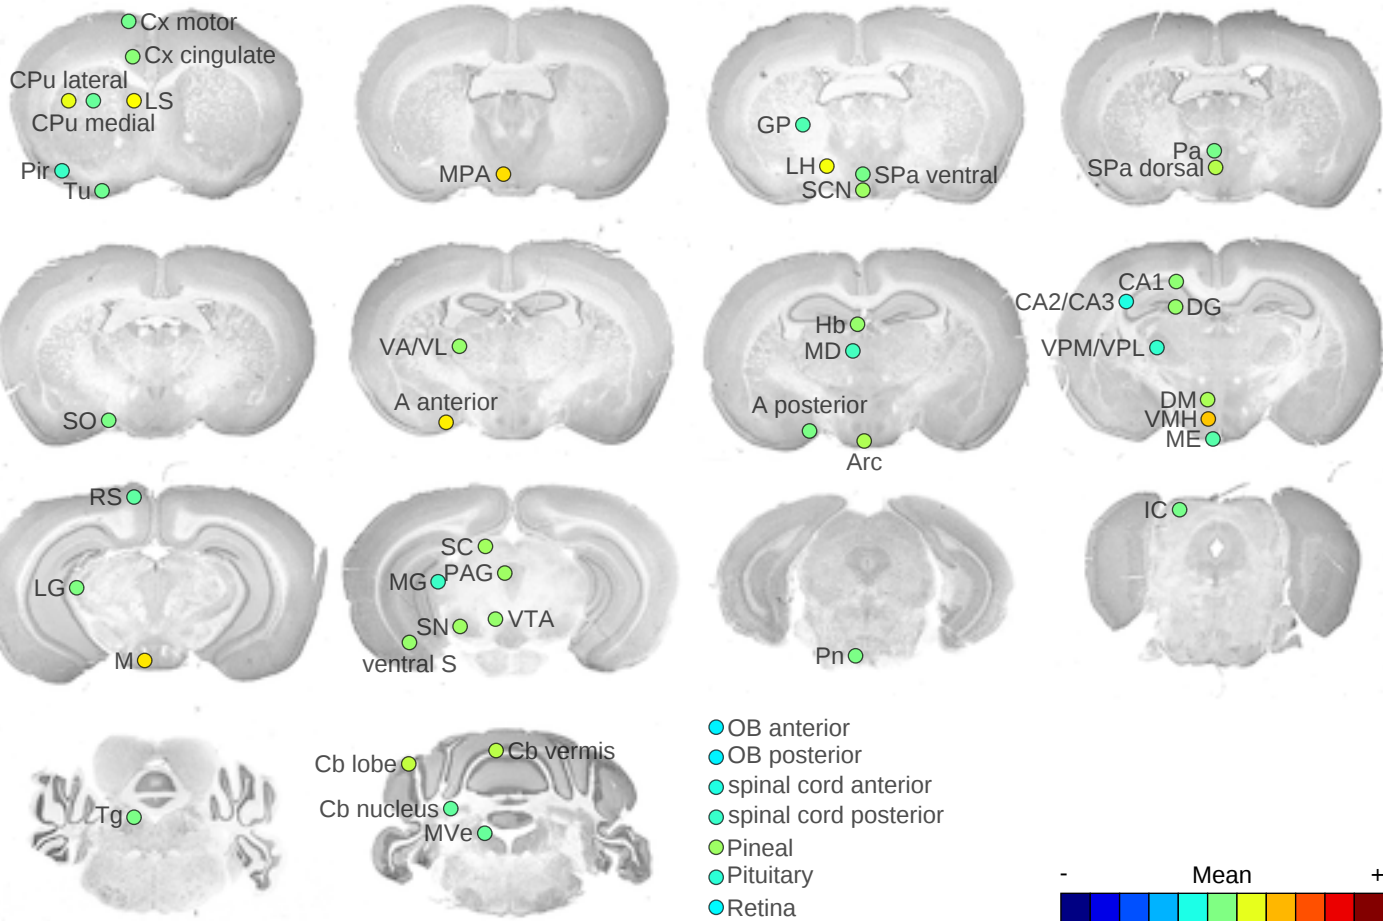 Cx motor
Cx cingulate
CPu lateral
LS
CPu medial
Pir
Tu
MPA
GP
LH
SPa ventral
SCN
Pa
SPa dorsal
SO
VA/VL
A anterior
Hb
MD
A posterior
Arc
CA1
CA2/CA3
DG
VPM/VPL
DM
VMH
ME
RS
LG
M
SC
MG
PAG
SN
VTA
ventral S
Pn
IC
Tg
Cb lobe
Cb vermis
Cb nucleus
MVe
OB anterior
OB posterior
spinal cord anterior
spinal cord posterior
Pineal
Pituitary
Retina
- Mean +